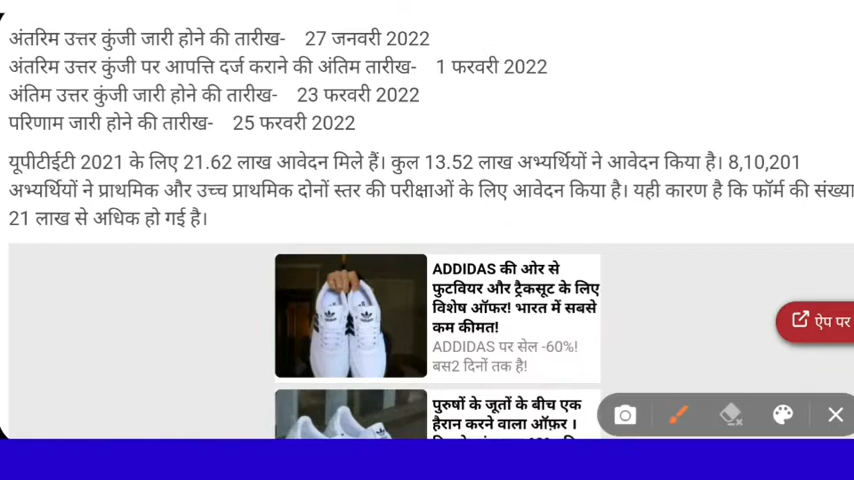 अंतरिम उत्तर कुंजी जारी होने की तारीख- 27 जनवरी 2022
अंतरिम उत्तर कुंजी पर आपत्ति दर्ज कराने की अंतिम तारीख- 1 फरवरी 2022
अंतिम उत्तर कुंजी जारी होने की तारीख- 23 फरवरी 2022
परिणाम जारी होने की तारीख- 25 फरवरी 2022
यूपीटीईटी 2021 के लिए 21.62 लाख आवेदन मिले हैं। कुल 13.52 लाख अभ्यर्थियों ने आवेदन किया है। 8,10,201
अभ्यर्थियों ने प्राथमिक और उच्च प्राथमिक दोनों स्तर की परीक्षाओं के लिए आवेदन किया है। यही कारण है कि फॉर्म की संख्या
21 लाख से अधिक हो गई है।
ADDIDAS की ओर से
फुटवियर और ट्रैकसूट के लिए
विशेष ऑफर! भारत में सबसे
कम कीमत!
ADDIDAS पर सेल -60%!
बस2 दिनों तक है!
ऐप पर
पुरुषों के जूतों के बीच एक
हैरान करने वाला ऑफ़र ।